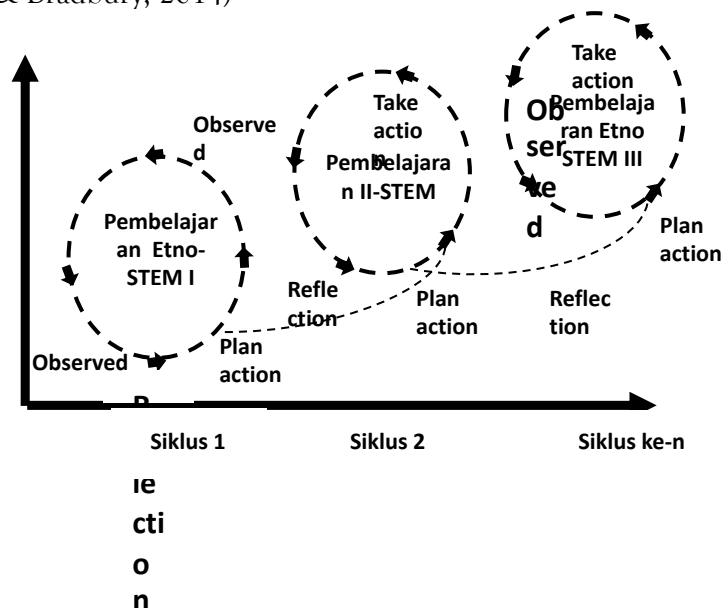 & Bradbury, 2014)
Take
action
Pembelaja
ran Etno
STEM III
Ob
ser
ve
d
Take
actio
n
Pembelajara
n II-STEM
Observe
d
Pembelajar
an Etno-
STEM I
Plan
action
Refle
ction
Plan
action
Reflec
tion
Observed
Plan
action
R
Siklus 1
Siklus 2
Siklus ke-n
le
cti
o
n